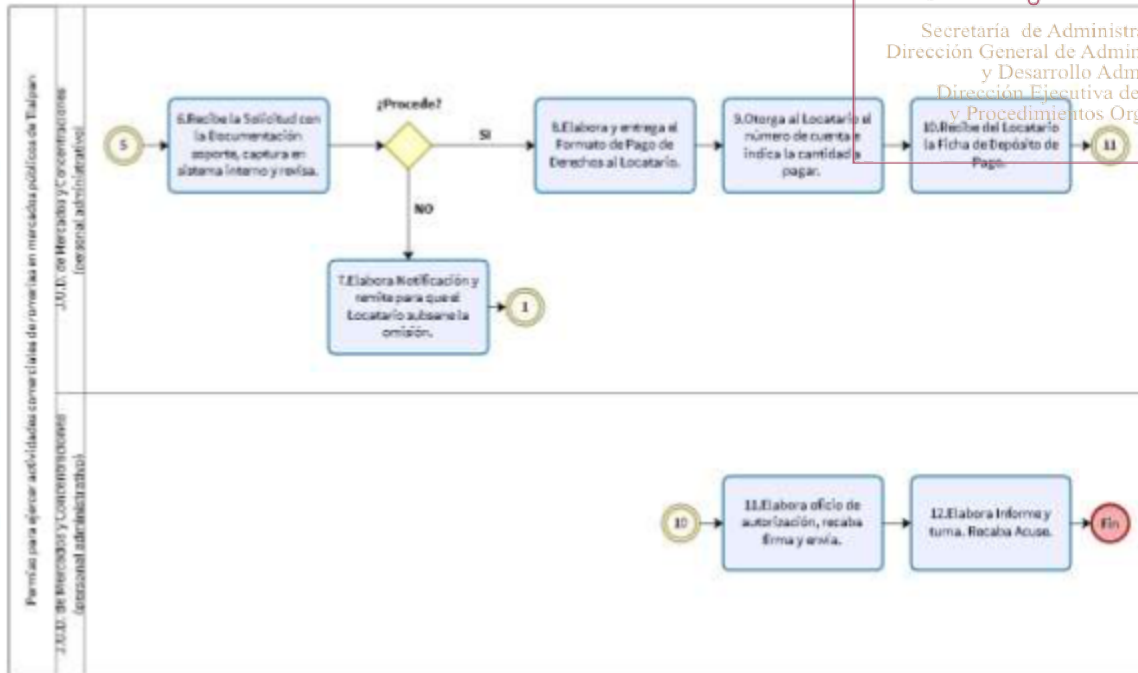 Secretaría de Administr
Dirección General de Admin
y Desarrollo Adm
Dirección Ejecutiva de
y Procedimientos Org
Permiso para ejercer actividades comerciales de romerías en mercados públicos de Tlalpan
J.U.D. de Mercados y Concentraciones
(personal administrativo)
5
6.Recibe la Solicitud con
la Documentación
soporte, captura en
sistema interno y revisa.
¿Procede?
SI
NO
7.Elabora Notificación y
remite para que el
Locatario subsane la
omisión.
1
8.Elabora y entrega el
Formato de Pago de
Derechos al Locatario.
9.Otorga al Locatario el
número de cuenta e
indica la cantidad a
pagar.
10.Recibe del Locatario
la Ficha de Depósito de
Pago.
11
J.U.D. de Mercados y Concentraciones
(personal administrativo)
10
11.Elabora oficio de
autorización, recaba
firma y envía.
12.Elabora Informe y
turna. Recaba Acuse.
Fin